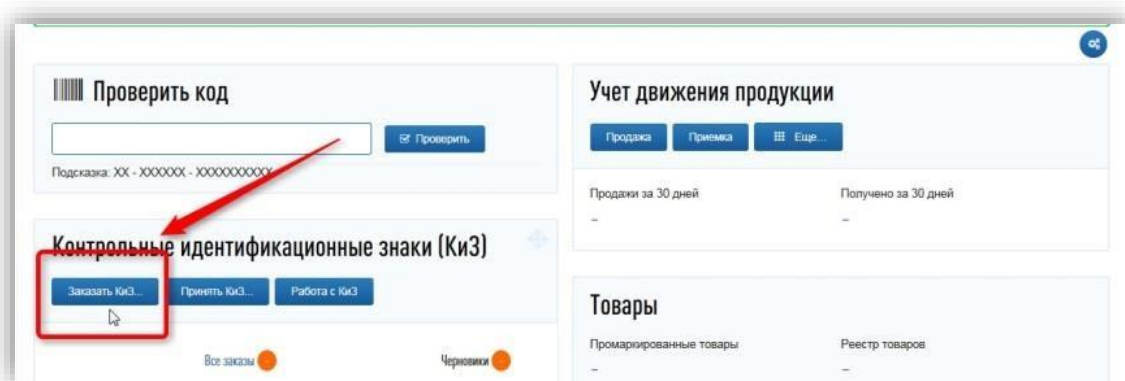 Проверить код
Проверить
Подсказка: XX - XXXXXX - XXXXXXXXXX
Контрольные идентификационные знаки (КиЗ)
Заказать КиЗ...
Принять КиЗ...
Работа с КиЗ
Все заказы
Черновики
Учет движения продукции
Продажа
Приемка
Еще...
Продажи за 30 дней
Получено за 30 дней
–
–
Товары
Промаркированные товары
Реестр товаров
–
–